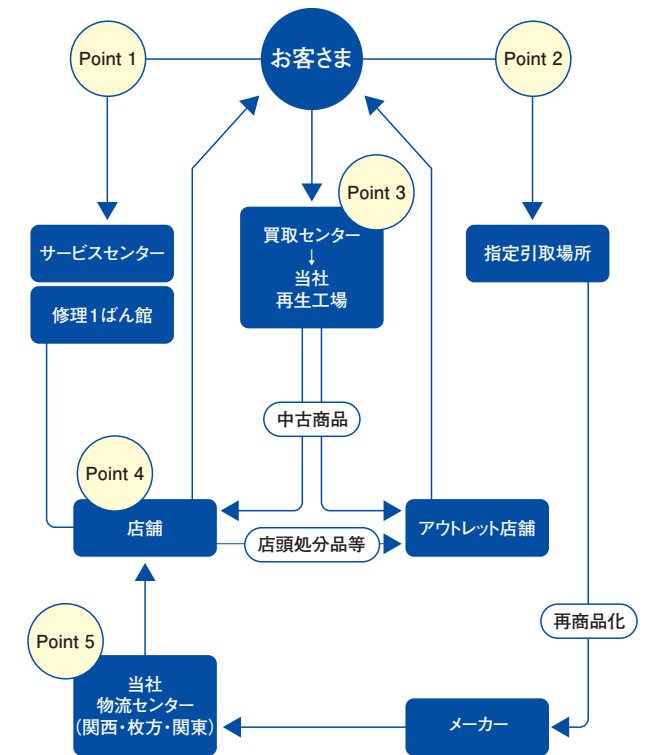 Point 1
お客さま
Point 2
Point 3
サービスセンター
買取センター
↓
当社
再生工場
指定引取場所
修理1ばん館
中古商品
Point 4
店舗
店頭処分品等
アウトレット店舗
再商品化
Point 5
当社
物流センター
(関西・枚方・関東)
メーカー